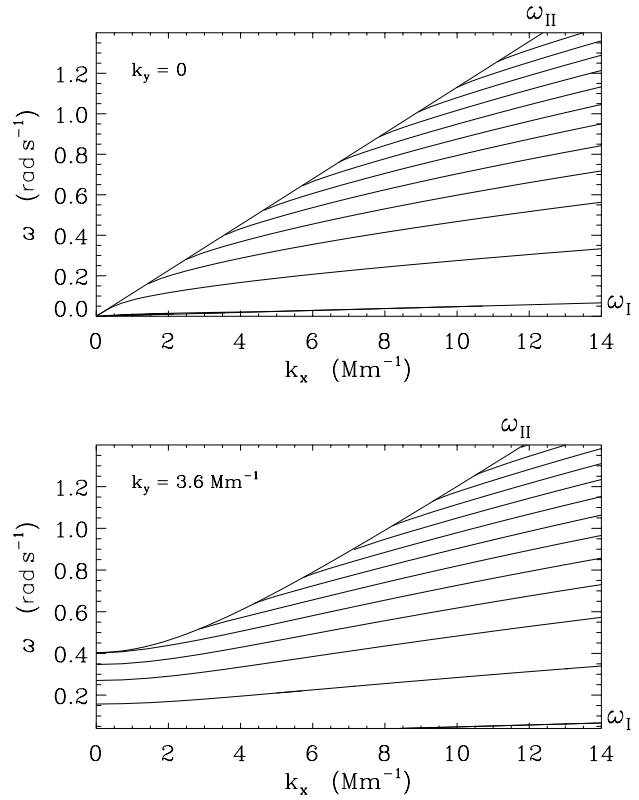 ω_II
k_y = 0
1.2
1.0
0.8
0.6
0.4
0.2
0.0
ω (rad s⁻¹)
ω_I
0 2 4 6 8 10 12 14
k_x (Mm⁻¹)
ω_II
k_y = 3.6 Mm⁻¹
1.2
1.0
0.8
0.6
0.4
0.2
ω (rad s⁻¹)
ω_I
0 2 4 6 8 10 12 14
k_x (Mm⁻¹)